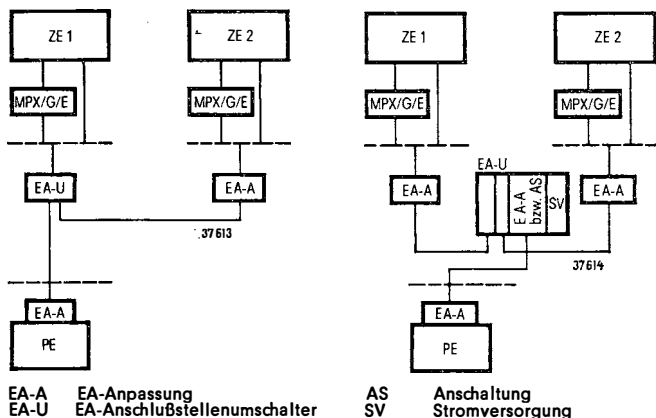 ZE 1
ZE 2
MPX/G/E
MPX/G/E
EA-U
EA-A
37613
EA-A
PE
ZE 1
ZE 2
MPX/G/E
MPX/G/E
EA-U
EA-A
EA-A
bzw. AS
SV
EA-A
37614
EA-A
PE
EA-A EA-Anpassung
EA-U EA-Anschlußstellenumschalter
AS Anschaltung
SV Stromversorgung